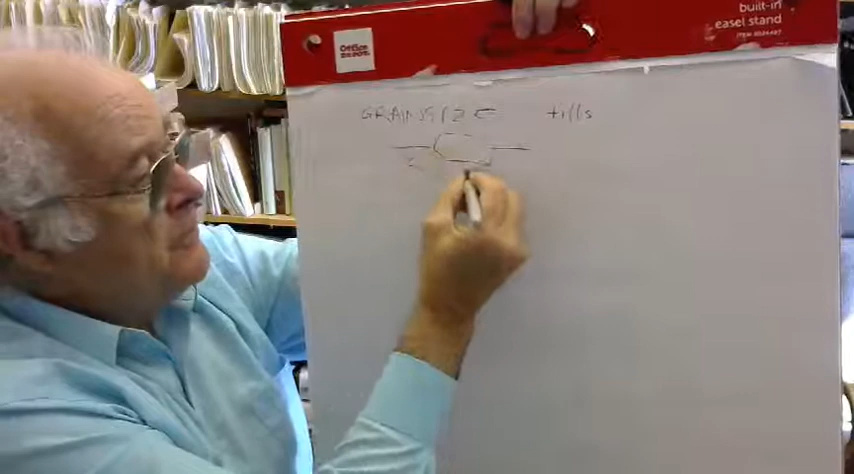 built-in
easel stand
Office
DEPOT
GRAINSIZE tills